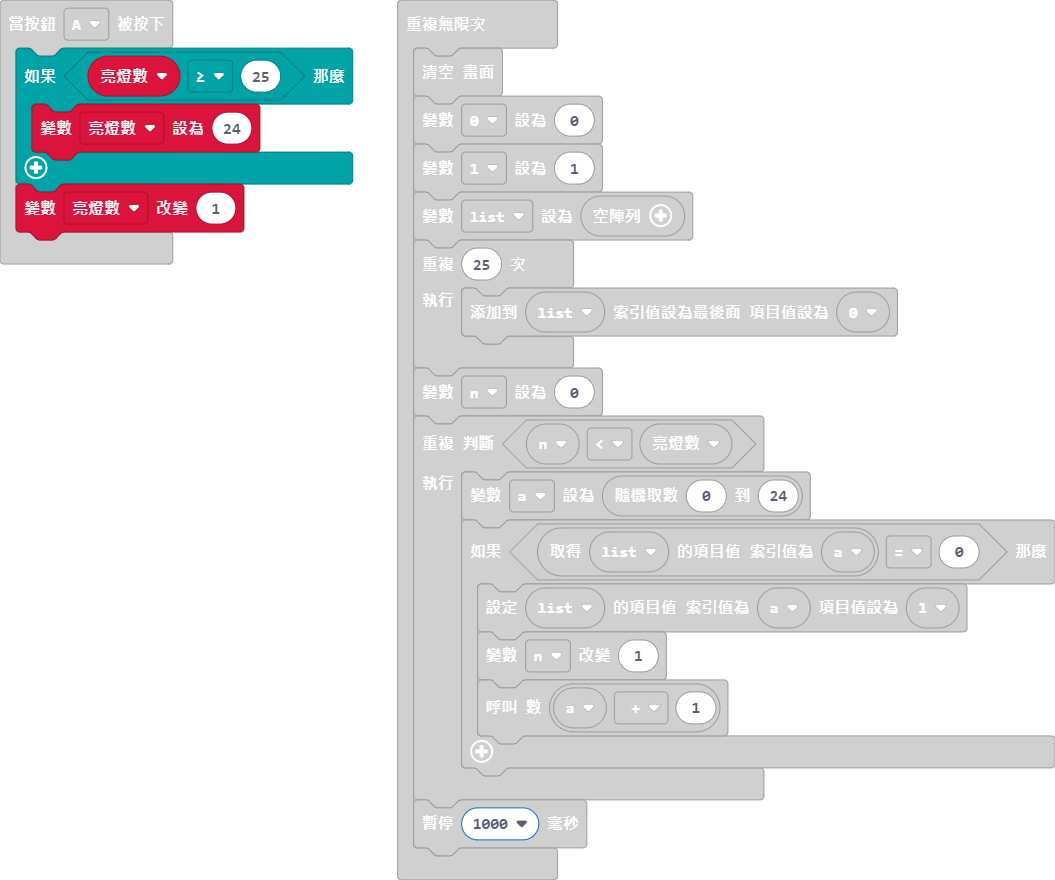 當按鈕 A 被按下
如果 亮燈數 ≥ 25 那麼
變數 亮燈數 設為 24
變數 亮燈數 改變 1
重複無限次
清空 畫面
變數 0 設為 0
變數 1 設為 1
變數 list 設為 空陣列
重複 25 次
執行 添加到 list 索引值設為最後面 項目值設為 0
變數 n 設為 0
重複 判斷 n < 亮燈數
執行 變數 a 設為 隨機取數 0 到 24
如果 取得 list 的項目值 索引值為 a = 0 那麼
設定 list 的項目值 索引值為 a 項目值設為 1
變數 n 改變 1
呼叫 數 a + 1
暫停 1000 毫秒